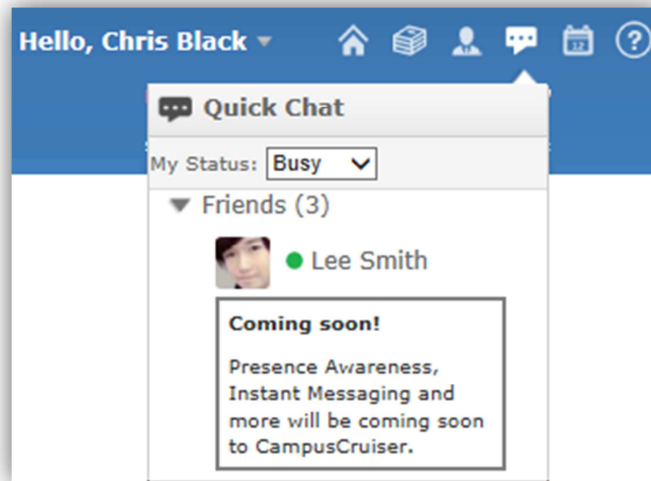 Hello, Chris Black
12
?
Quick Chat
My Status: Busy
Friends (3)
Lee Smith
Coming soon!
Presence Awareness,
Instant Messaging and
more will be coming soon
to CampusCruiser.